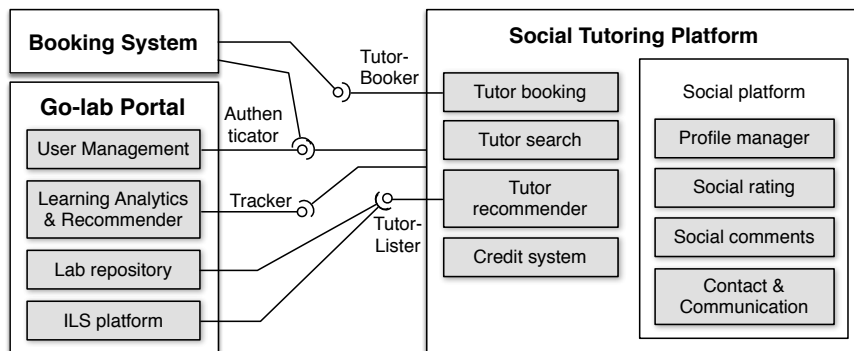 Booking System
Go-lab Portal
User Management
Learning Analytics
& Recommender
Lab repository
ILS platform
Tutor-
Booker
Authen
ticator
Tracker
Tutor-
Lister
Social Tutoring Platform
Tutor booking
Tutor search
Tutor
recommender
Credit system
Social platform
Profile manager
Social rating
Social comments
Contact &
Communication